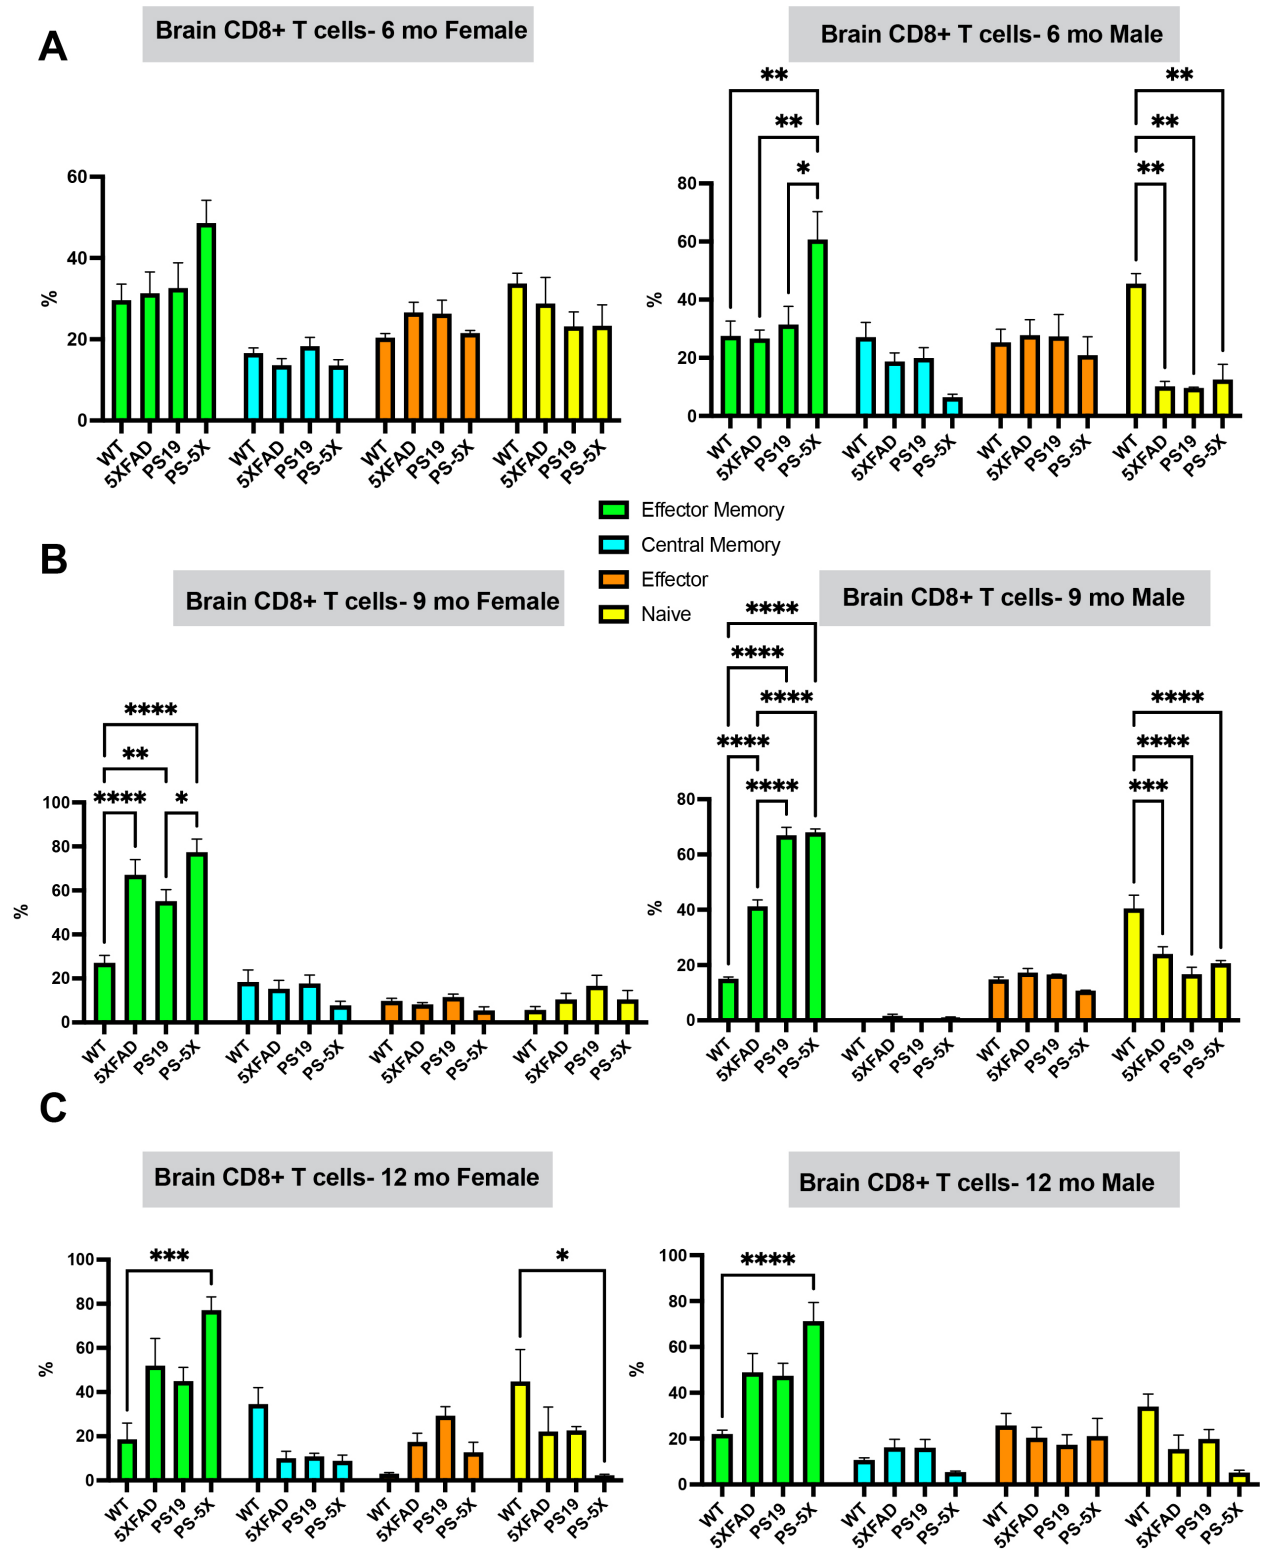 A
Brain CD8+ T cells- 6 mo Female
Brain CD8+ T cells- 6 mo Male
60
40
20
0
%
WT
5XFAD
PS19
PS-5X
WT
5XFAD
PS19
PS-5X
WT
5XFAD
PS19
PS-5X
WT
5XFAD
PS19
PS-5X
**
**
*
**
**
**
80
60
40
20
0
%
WT
5XFAD
PS19
PS-5X
WT
5XFAD
PS19
PS-5X
WT
5XFAD
PS19
PS-5X
WT
5XFAD
PS19
PS-5X
Effector Memory
Central Memory
Effector
Naive
B
Brain CD8+ T cells- 9 mo Female
Brain CD8+ T cells- 9 mo Male
****
**
****
*
100
80
60
40
20
0
%
WT
5XFAD
PS19
PS-5X
WT
5XFAD
PS19
PS-5X
WT
5XFAD
PS19
PS-5X
WT
5XFAD
PS19
PS-5X
****
****
****
****
****
****
****
***
80
60
40
20
0
%
WT
5XFAD
PS19
PS-5X
WT
5XFAD
PS19
PS-5X
WT
5XFAD
PS19
PS-5X
WT
5XFAD
PS19
PS-5X
C
Brain CD8+ T cells- 12 mo Female
Brain CD8+ T cells- 12 mo Male
***
*
100
80
60
40
20
0
%
WT
5XFAD
PS19
PS-5X
WT
5XFAD
PS19
PS-5X
WT
5XFAD
PS19
PS-5X
WT
5XFAD
PS19
PS-5X
****
100
80
60
40
20
0
%
WT
5XFAD
PS19
PS-5X
WT
5XFAD
PS19
PS-5X
WT
5XFAD
PS19
PS-5X
WT
5XFAD
PS19
PS-5X